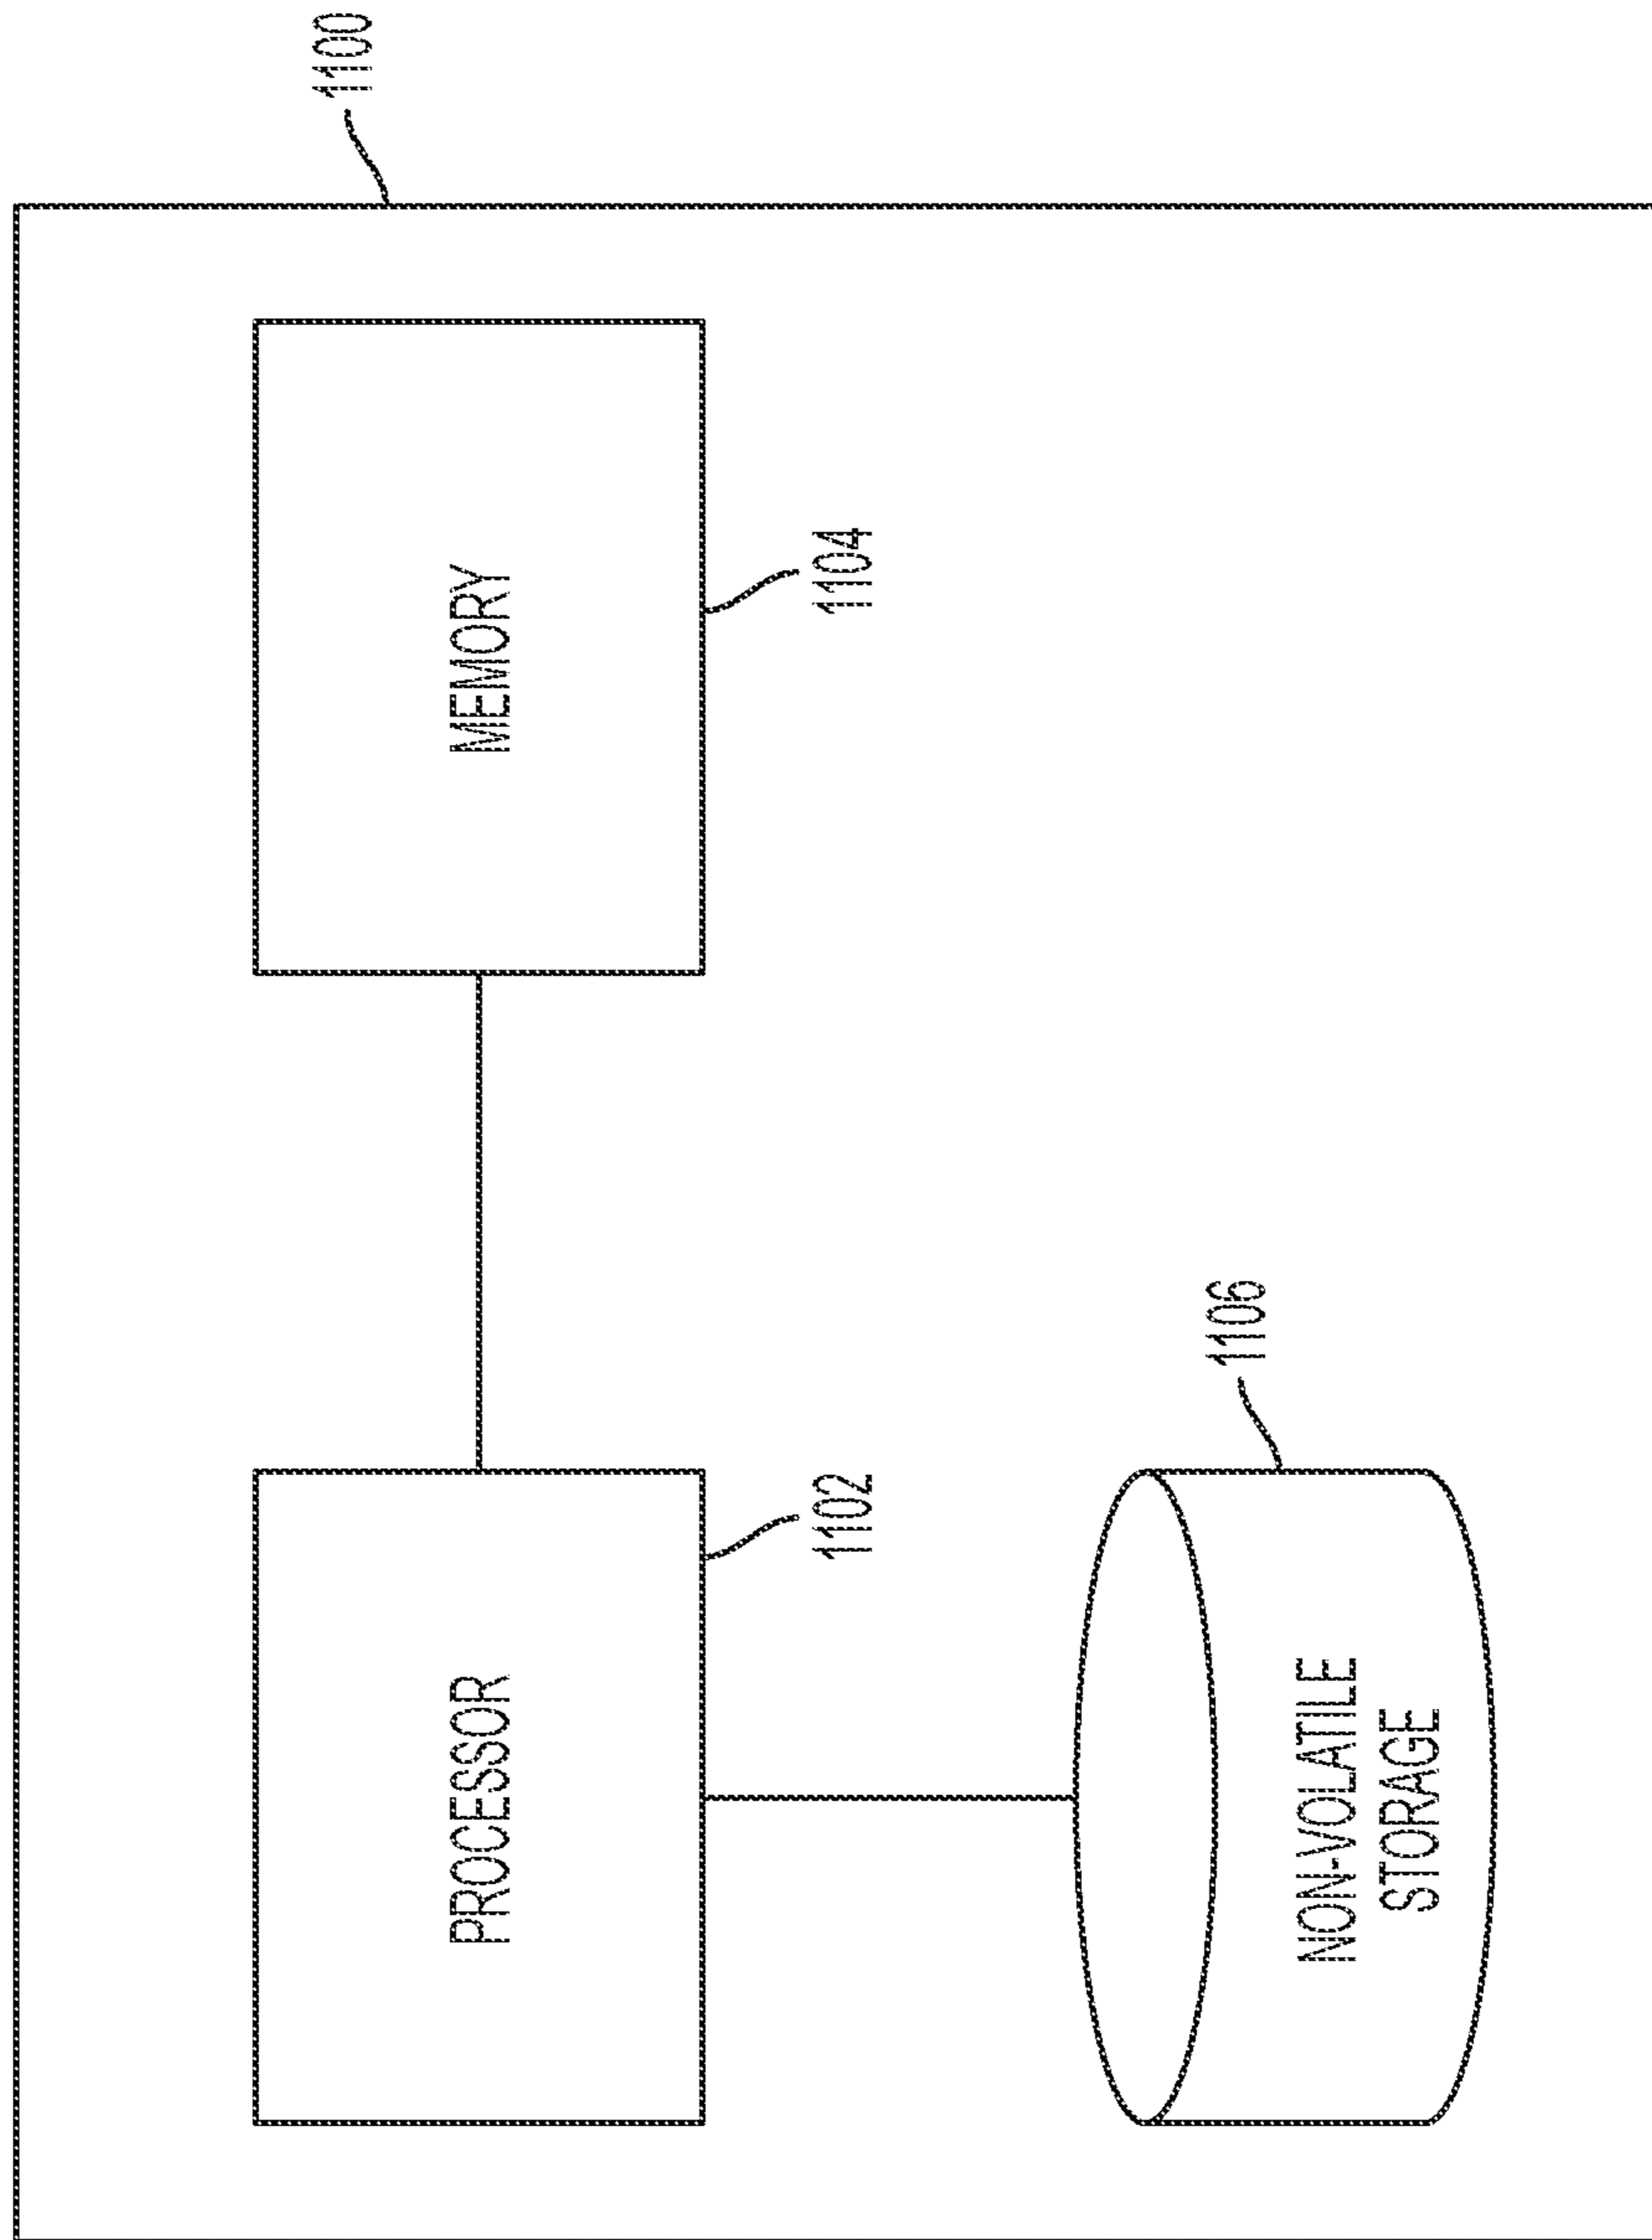 1100
PROCESSOR
MEMORY
1102
1104
1106
NON-VOLATILE
STORAGE